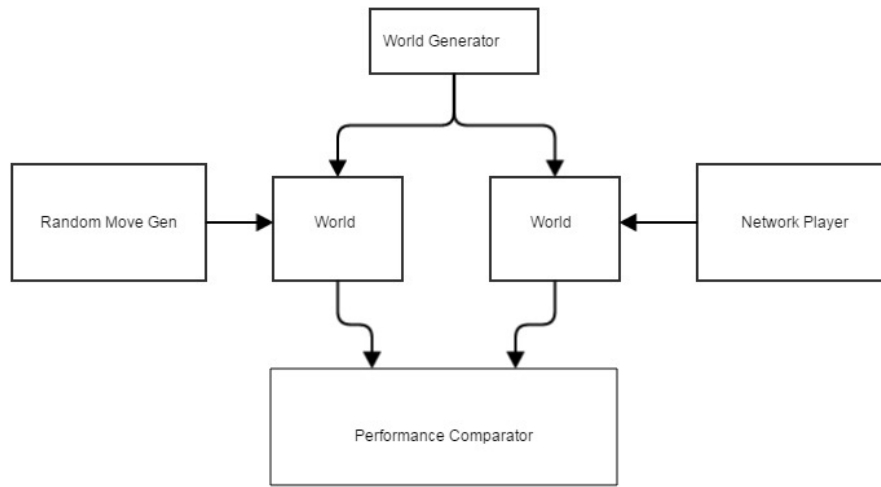 World Generator
Random Move Gen
World
World
Network Player
Performance Comparator